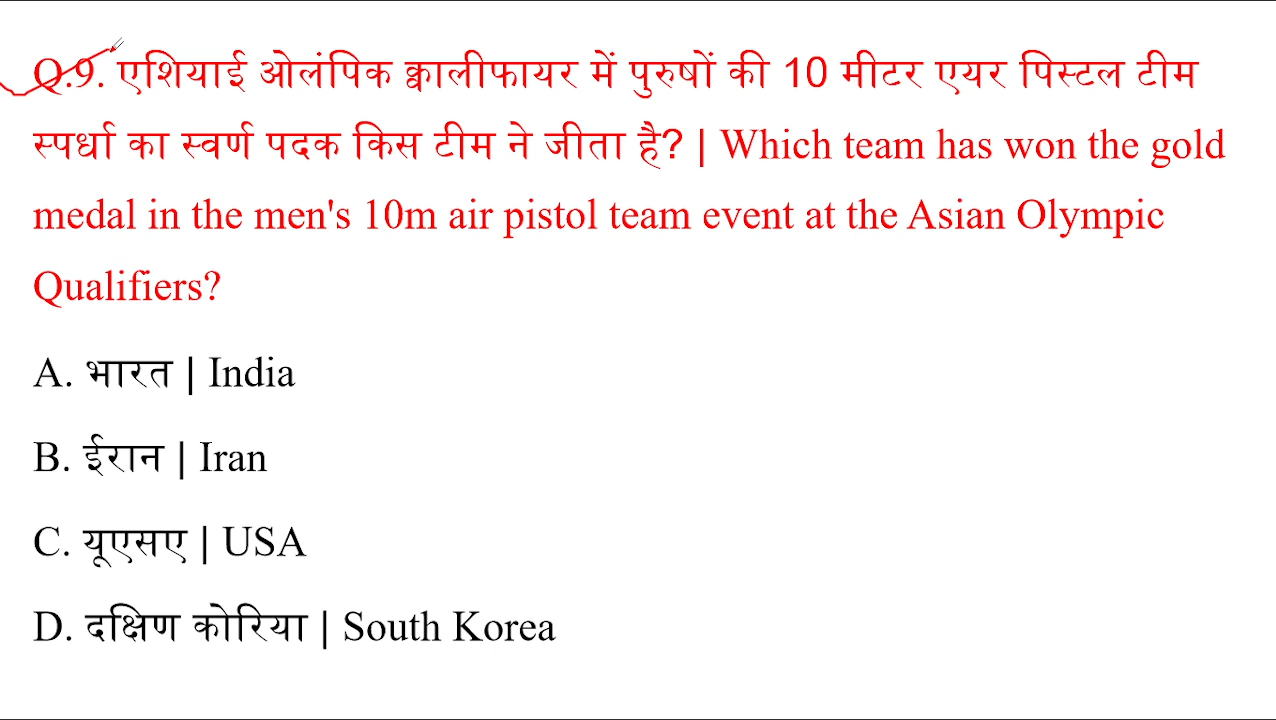 Q.9. एशियाई ओलंपिक क्वालीफायर में पुरुषों की 10 मीटर एयर पिस्टल टीम
स्पर्धा का स्वर्ण पदक किस टीम ने जीता है? | Which team has won the gold
medal in the men's 10m air pistol team event at the Asian Olympic
Qualifiers?
A. भारत | India
B. ईरान | Iran
C. यूएसए | USA
D. दक्षिण कोरिया | South Korea